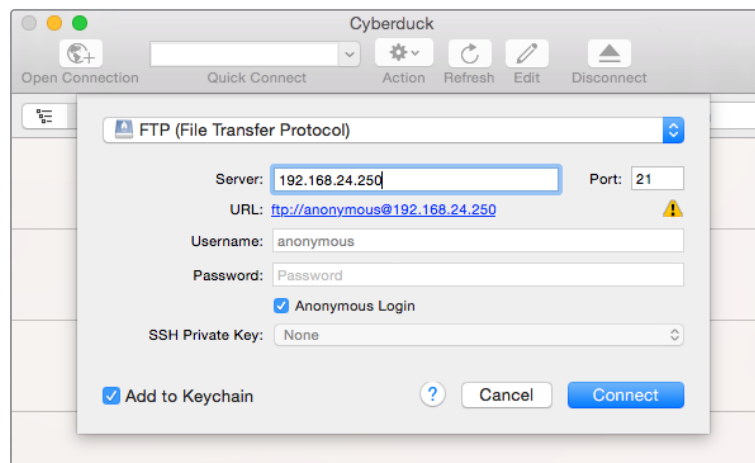 Cyberduck
Open Connection Quick Connect Action Refresh Edit Disconnect
FTP (File Transfer Protocol)
Server: 192.168.24.250 Port: 21
URL: ftp://anonymous@192.168.24.250
Username: anonymous
Password: Password
Anonymous Login
SSH Private Key: None
Add to Keychain ? Cancel Connect